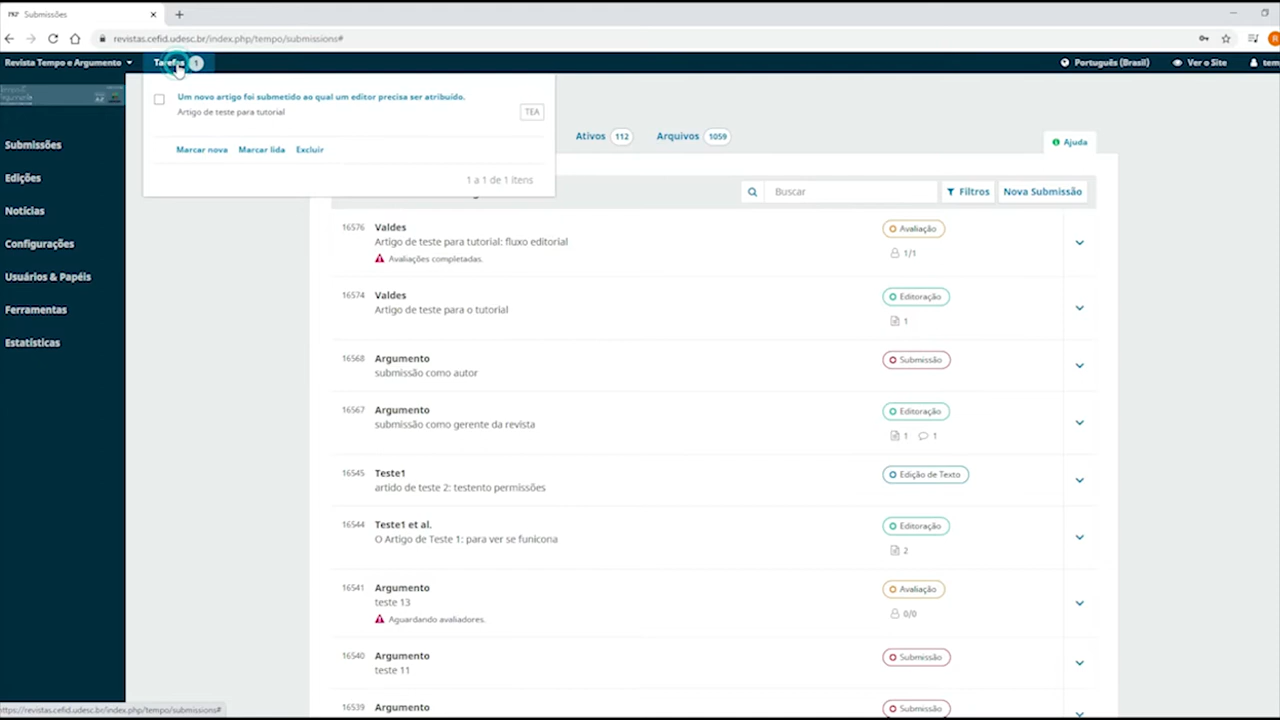 Submissões
revistas.cefid.udesc.br/index.php/tempo/submissions#
Revista Tempo e Argumento
Tarefas 1
Português (Brasil)
Ver o Site
tem
Tempo &
Argumento
Um novo artigo foi submetido ao qual um editor precisa ser atribuído.
Artigo de teste para tutorial
TEA
Marcar nova Marcar lida Excluir
1 a 1 de 1 itens
Submissões
Edições
Notícias
Configurações
Usuários & Papéis
Ferramentas
Estatísticas
Ativos 112
Arquivos 1059
Ajuda
Buscar
Filtros
Nova Submissão
16576 Valdes
Artigo de teste para tutorial: fluxo editorial
Avaliações completadas.
Avaliação
1/1
16574 Valdes
Artigo de teste para o tutorial
Editoração
1
16568 Argumento
submissão como autor
Submissão
16567 Argumento
submissão como gerente da revista
Editoração
1 1
16545 Teste1
artido de teste 2: testento permissões
Edição de Texto
16544 Teste1 et al.
O Artigo de Teste 1: para ver se funicona
Editoração
2
16541 Argumento
teste 13
Aguardando avaliadores.
Avaliação
0/0
16540 Argumento
teste 11
Submissão
16539 Argumento
Submissão
https://revistas.cefid.udesc.br/index.php/tempo/submissions#